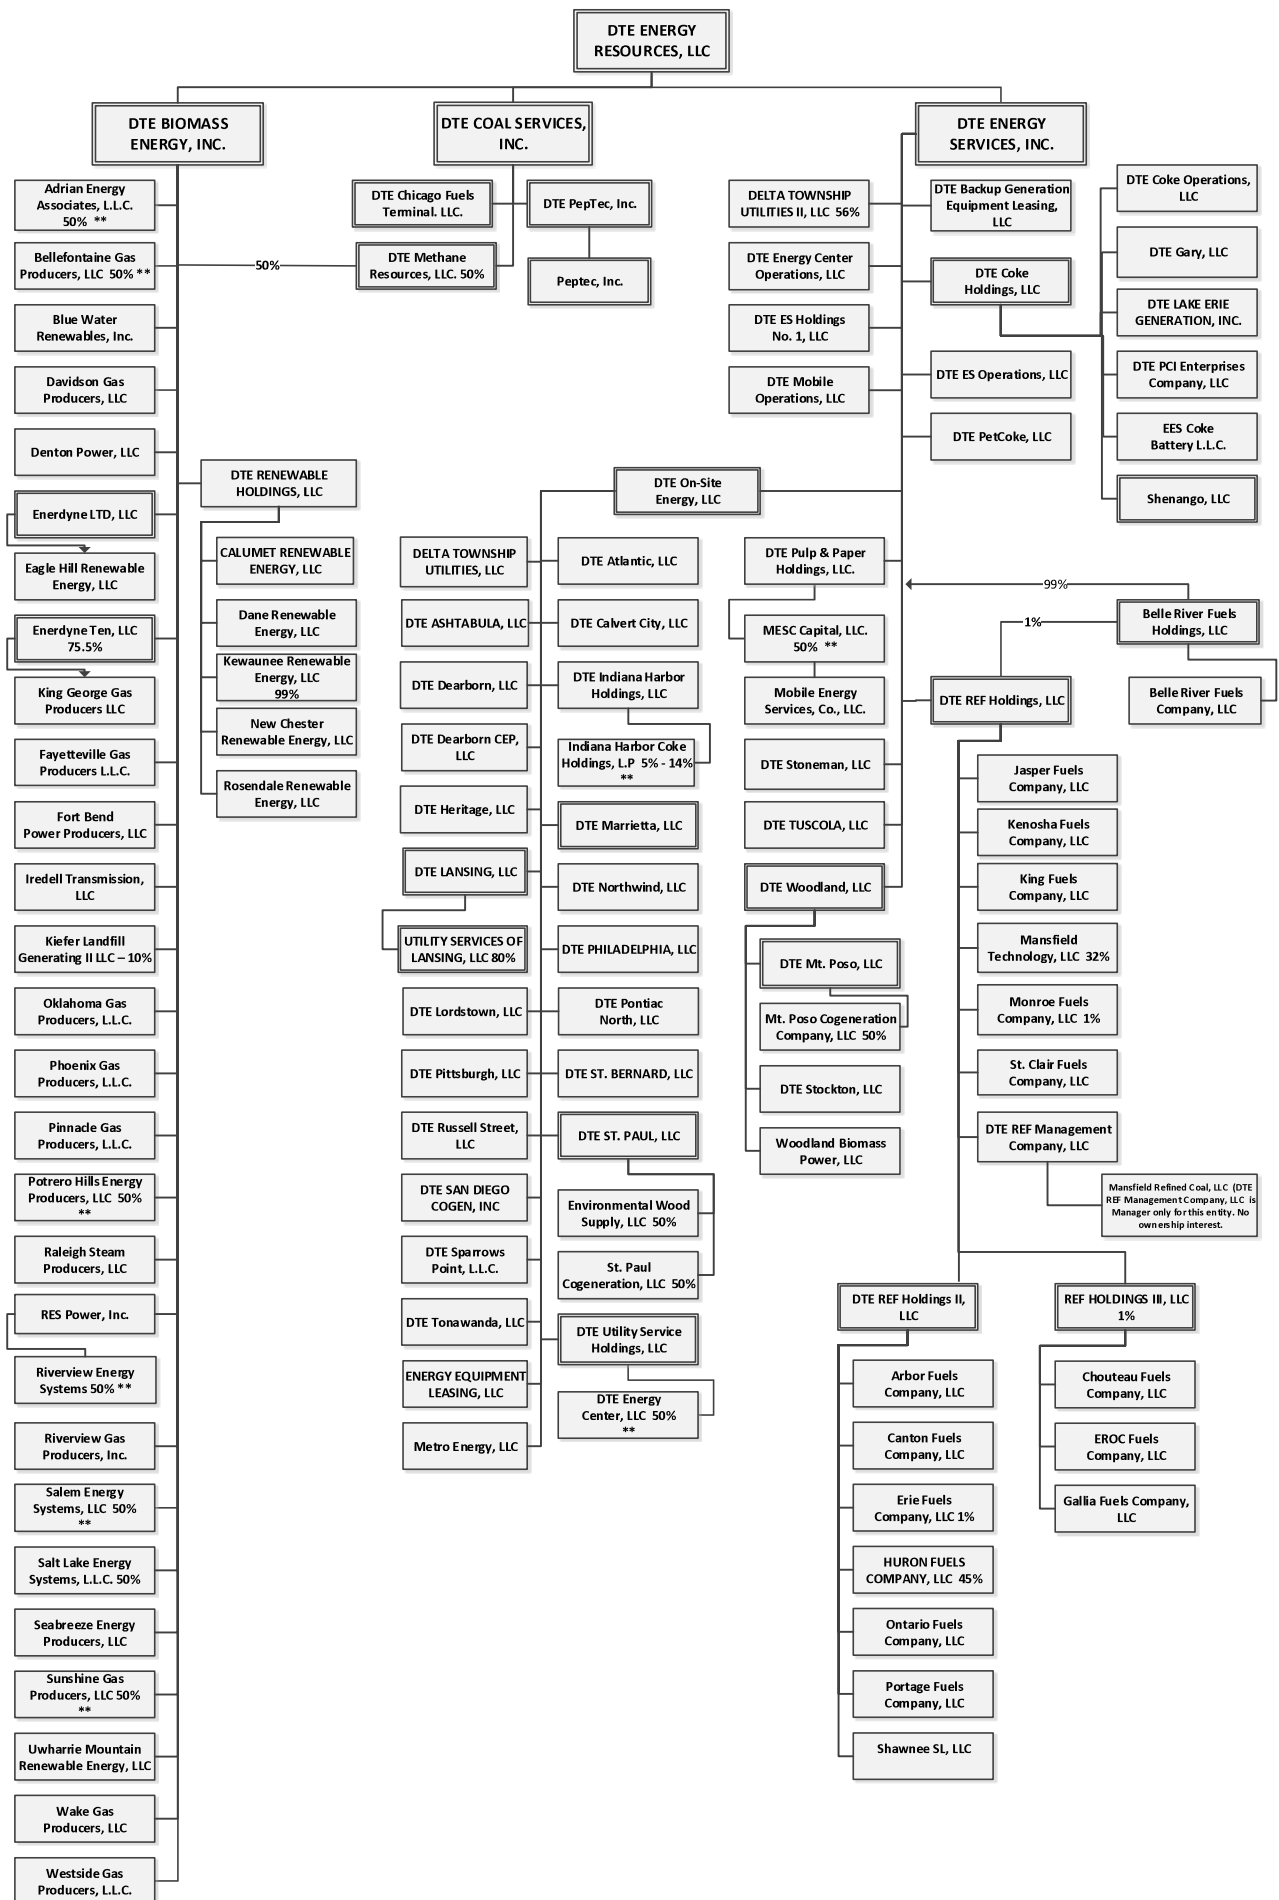 DTE ENERGY
RESOURCES, LLC
DTE BIOMASS
ENERGY, INC.
DTE COAL SERVICES,
INC.
DTE ENERGY
SERVICES, INC.
Adrian Energy
Associates, L.L.C.
50% **
Bellefontaine Gas
Producers, LLC 50% **
Blue Water
Renewables, Inc.
Davidson Gas
Producers, LLC
Denton Power, LLC
Enerdyne LTD, LLC
Eagle Hill Renewable
Energy, LLC
Enerdyne Ten, LLC
75.5%
King George Gas
Producers LLC
Fayetteville Gas
Producers L.L.C.
Fort Bend
Power Producers, LLC
Iredell Transmission,
LLC
Kiefer Landfill
Generating II LLC – 10%
Oklahoma Gas
Producers, L.L.C.
Phoenix Gas
Producers, L.L.C.
Pinnacle Gas
Producers, L.L.C.
Potrero Hills Energy
Producers, LLC 50%
**
Raleigh Steam
Producers, LLC
RES Power, Inc.
Riverview Energy
Systems 50% **
Riverview Gas
Producers, Inc.
Salem Energy
Systems, LLC 50%
**
Salt Lake Energy
Systems, L.L.C. 50%
Seabreeze Energy
Producers, LLC
Sunshine Gas
Producers, LLC 50%
**
Uwharrie Mountain
Renewable Energy, LLC
Wake Gas
Producers, LLC
Westside Gas
Producers, L.L.C.
DTE RENEWABLE
HOLDINGS, LLC
CALUMET RENEWABLE
ENERGY, LLC
Dane Renewable
Energy, LLC
Kewaunee Renewable
Energy, LLC
99%
New Chester
Renewable Energy, LLC
Rosendale Renewable
Energy, LLC
50%
DTE Chicago Fuels
Terminal. LLC.
DTE PepTec, Inc.
DTE Methane
Resources, LLC. 50%
Peptec, Inc.
DELTA TOWNSHIP
UTILITIES II, LLC 56%
DTE Energy Center
Operations, LLC
DTE ES Holdings
No. 1, LLC
DTE Mobile
Operations, LLC
DTE Backup Generation
Equipment Leasing,
LLC
DTE Coke
Holdings, LLC
DTE ES Operations, LLC
DTE PetCoke, LLC
DTE Coke Operations,
LLC
DTE Gary, LLC
DTE LAKE ERIE
GENERATION, INC.
DTE PCI Enterprises
Company, LLC
EES Coke
Battery L.L.C.
Shenango, LLC
DTE On-Site
Energy, LLC
DELTA TOWNSHIP
UTILITIES, LLC
DTE ASHTABULA, LLC
DTE Dearborn, LLC
DTE Dearborn CEP,
LLC
DTE Heritage, LLC
DTE LANSING, LLC
UTILITY SERVICES OF
LANSING, LLC 80%
DTE Lordstown, LLC
DTE Pittsburgh, LLC
DTE Russell Street,
LLC
DTE SAN DIEGO
COGEN, INC
DTE Sparrows
Point, L.L.C.
DTE Tonawanda, LLC
ENERGY EQUIPMENT
LEASING, LLC
Metro Energy, LLC
DTE Atlantic, LLC
DTE Calvert City, LLC
DTE Indiana Harbor
Holdings, LLC
Indiana Harbor Coke
Holdings, L.P 5% - 14%
**
DTE Marrietta, LLC
DTE Northwind, LLC
DTE PHILADELPHIA, LLC
DTE Pontiac
North, LLC
DTE ST. BERNARD, LLC
DTE ST. PAUL, LLC
Environmental Wood
Supply, LLC 50%
St. Paul
Cogeneration, LLC 50%
DTE Utility Service
Holdings, LLC
DTE Energy
Center, LLC 50%
**
DTE Pulp & Paper
Holdings, LLC.
MESC Capital, LLC.
50% **
Mobile Energy
Services, Co., LLC.
DTE Stoneman, LLC
DTE TUSCOLA, LLC
DTE Woodland, LLC
DTE Mt. Poso, LLC
Mt. Poso Cogeneration
Company, LLC 50%
DTE Stockton, LLC
Woodland Biomass
Power, LLC
99%
1%
Belle River Fuels
Holdings, LLC
Belle River Fuels
Company, LLC
DTE REF Holdings, LLC
Jasper Fuels
Company, LLC
Kenosha Fuels
Company, LLC
King Fuels
Company, LLC
Mansfield
Technology, LLC 32%
Monroe Fuels
Company, LLC 1%
St. Clair Fuels
Company, LLC
DTE REF Management
Company, LLC
Mansfield Refined Coal, LLC (DTE
REF Management Company, LLC is
Manager only for this entity. No
ownership interest.
DTE REF Holdings II,
LLC
REF HOLDINGS III, LLC
1%
Arbor Fuels
Company, LLC
Canton Fuels
Company, LLC
Erie Fuels
Company, LLC 1%
HURON FUELS
COMPANY, LLC 45%
Ontario Fuels
Company, LLC
Portage Fuels
Company, LLC
Shawnee SL, LLC
Chouteau Fuels
Company, LLC
EROC Fuels
Company, LLC
Gallia Fuels Company,
LLC